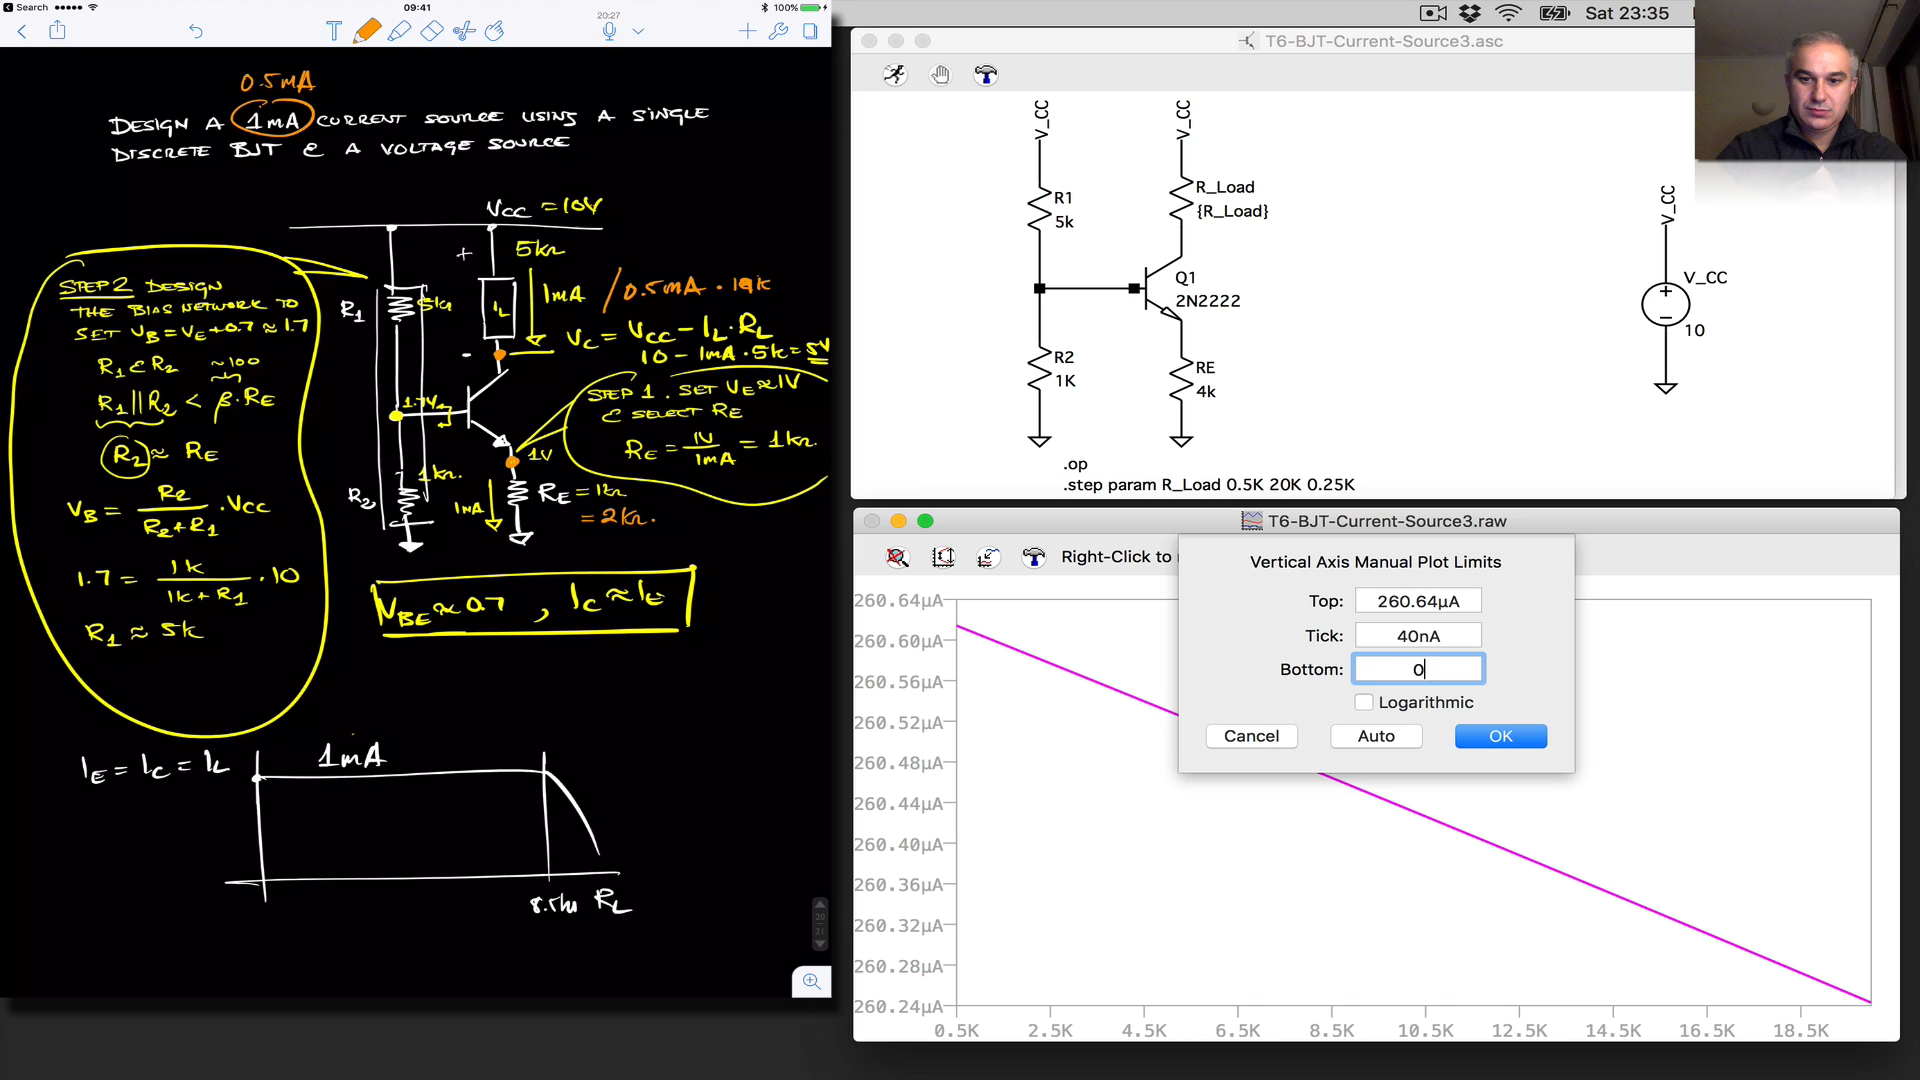 Search
09:41
100%
20:27
0.5mA
DESIGN A 1mA CURRENT SOURCE USING A SINGLE
DISCRETE BJT & A VOLTAGE SOURCE
VCC = 10V
+
5kΩ
STEP 2 DESIGN
THE BIAS NETWORK TO
SET VB = VE + 0.7 ≈ 1.7
R1 & R2 ~100
R1 || R2 < β·RE
R2 ≈ RE
VB = R2 / R2+R1 · VCC
1.7 = 1k / 1k+R1 · 10
R1 ≈ 5k
R1
5kΩ
IL
1mA / 0.5mA · 19k
VC = VCC - IL · RL
10 - 1mA · 5k = 5V
-
STEP 1. SET VE ≈ 1V
& SELECT RE
RE = 1V / 1mA = 1kΩ.
1.7V
1V
1kΩ.
R2
1mA
RE = 1kΩ
= 2kΩ.
VBE ≈ 0.7 , IC ≈ IE
IE = IC = IL
1mA
RL
20
21
Sat 23:35
T6-BJT-Current-Source3.asc
V_CC
V_CC
V_CC
R1
5k
R_Load
{R_Load}
Q1
2N2222
V_CC
+
−
10
R2
1K
RE
4k
.op
.step param R_Load 0.5K 20K 0.25K
T6-BJT-Current-Source3.raw
Right-Click to
Vertical Axis Manual Plot Limits
Top: 260.64µA
Tick: 40nA
Bottom: 0
Logarithmic
Cancel Auto OK
260.64µA
260.60µA
260.56µA
260.52µA
260.48µA
260.44µA
260.40µA
260.36µA
260.32µA
260.28µA
260.24µA
0.5K 2.5K 4.5K 6.5K 8.5K 10.5K 12.5K 14.5K 16.5K 18.5K